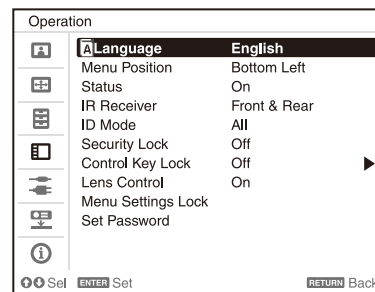 Operation
A Language English
Menu Position Bottom Left
Status On
IR Receiver Front & Rear
ID Mode All
Security Lock Off
Control Key Lock Off
Lens Control On
Menu Settings Lock
Set Password
Sel ENTER Set RETURN Back